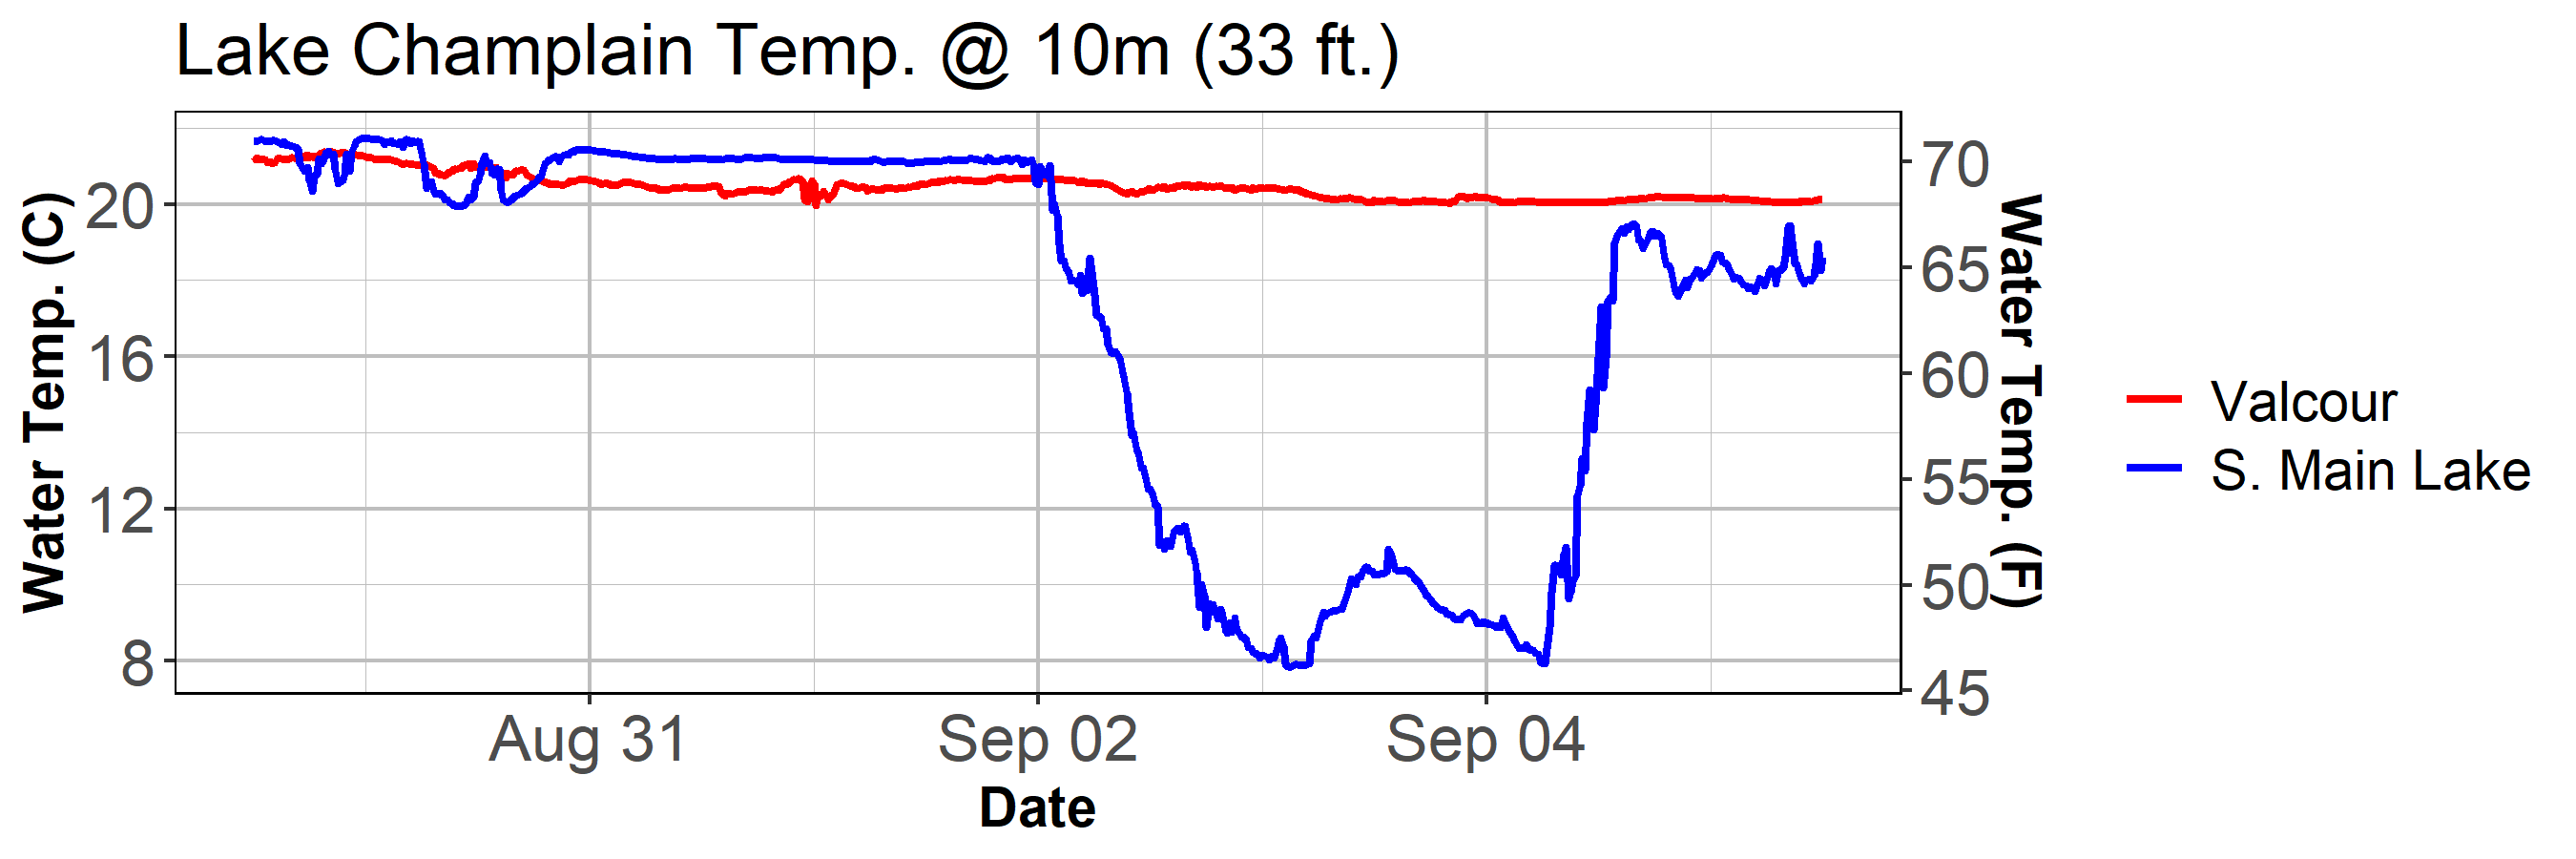 Lake Champlain Temp. @ 10m (33 ft.)
Water Temp. (C)
20
16
12
8
70
65
60
55
50
45
Water Temp. (F)
Aug 31
Sep 02
Sep 04
Date
Valcour
S. Main Lake